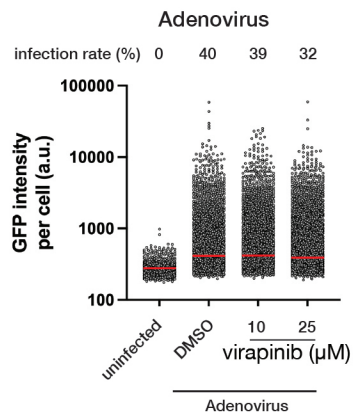 Adenovirus
infection rate (%) 0 40 39 32
GFP intensity
per cell (a.u.)
100000
10000
1000
100
uninfected
DMSO
10 25
virapinib (μM)
Adenovirus